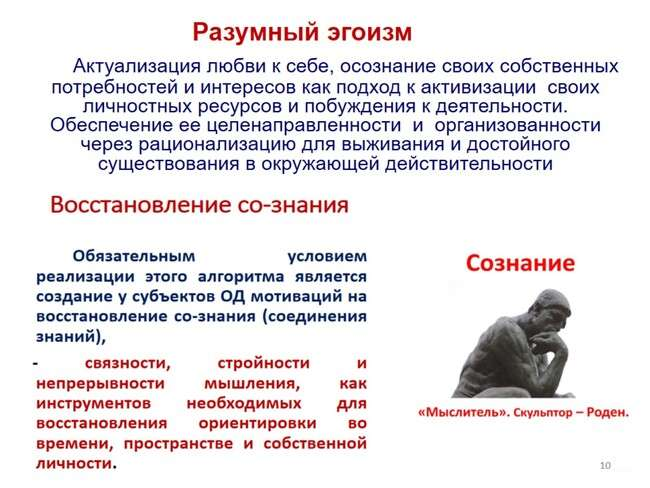 Разумный эгоизм
Актуализация любви к себе, осознание своих собственных
потребностей и интересов как подход к активизации своих
личностных ресурсов и побуждения к деятельности.
Обеспечение ее целенаправленности и организованности
через рационализацию для выживания и достойного
существования в окружающей действительности
Восстановление со-знания
Обязательным условием
реализации этого алгоритма является
создание у субъектов ОД мотиваций на
восстановление со-знания (соединения
знаний),
- связности, стройности и
непрерывности мышления, как
инструментов необходимых для
восстановления ориентировки во
времени, пространстве и собственной
личности.
Сознание
«Мыслитель». Скульптор – Роден.
10